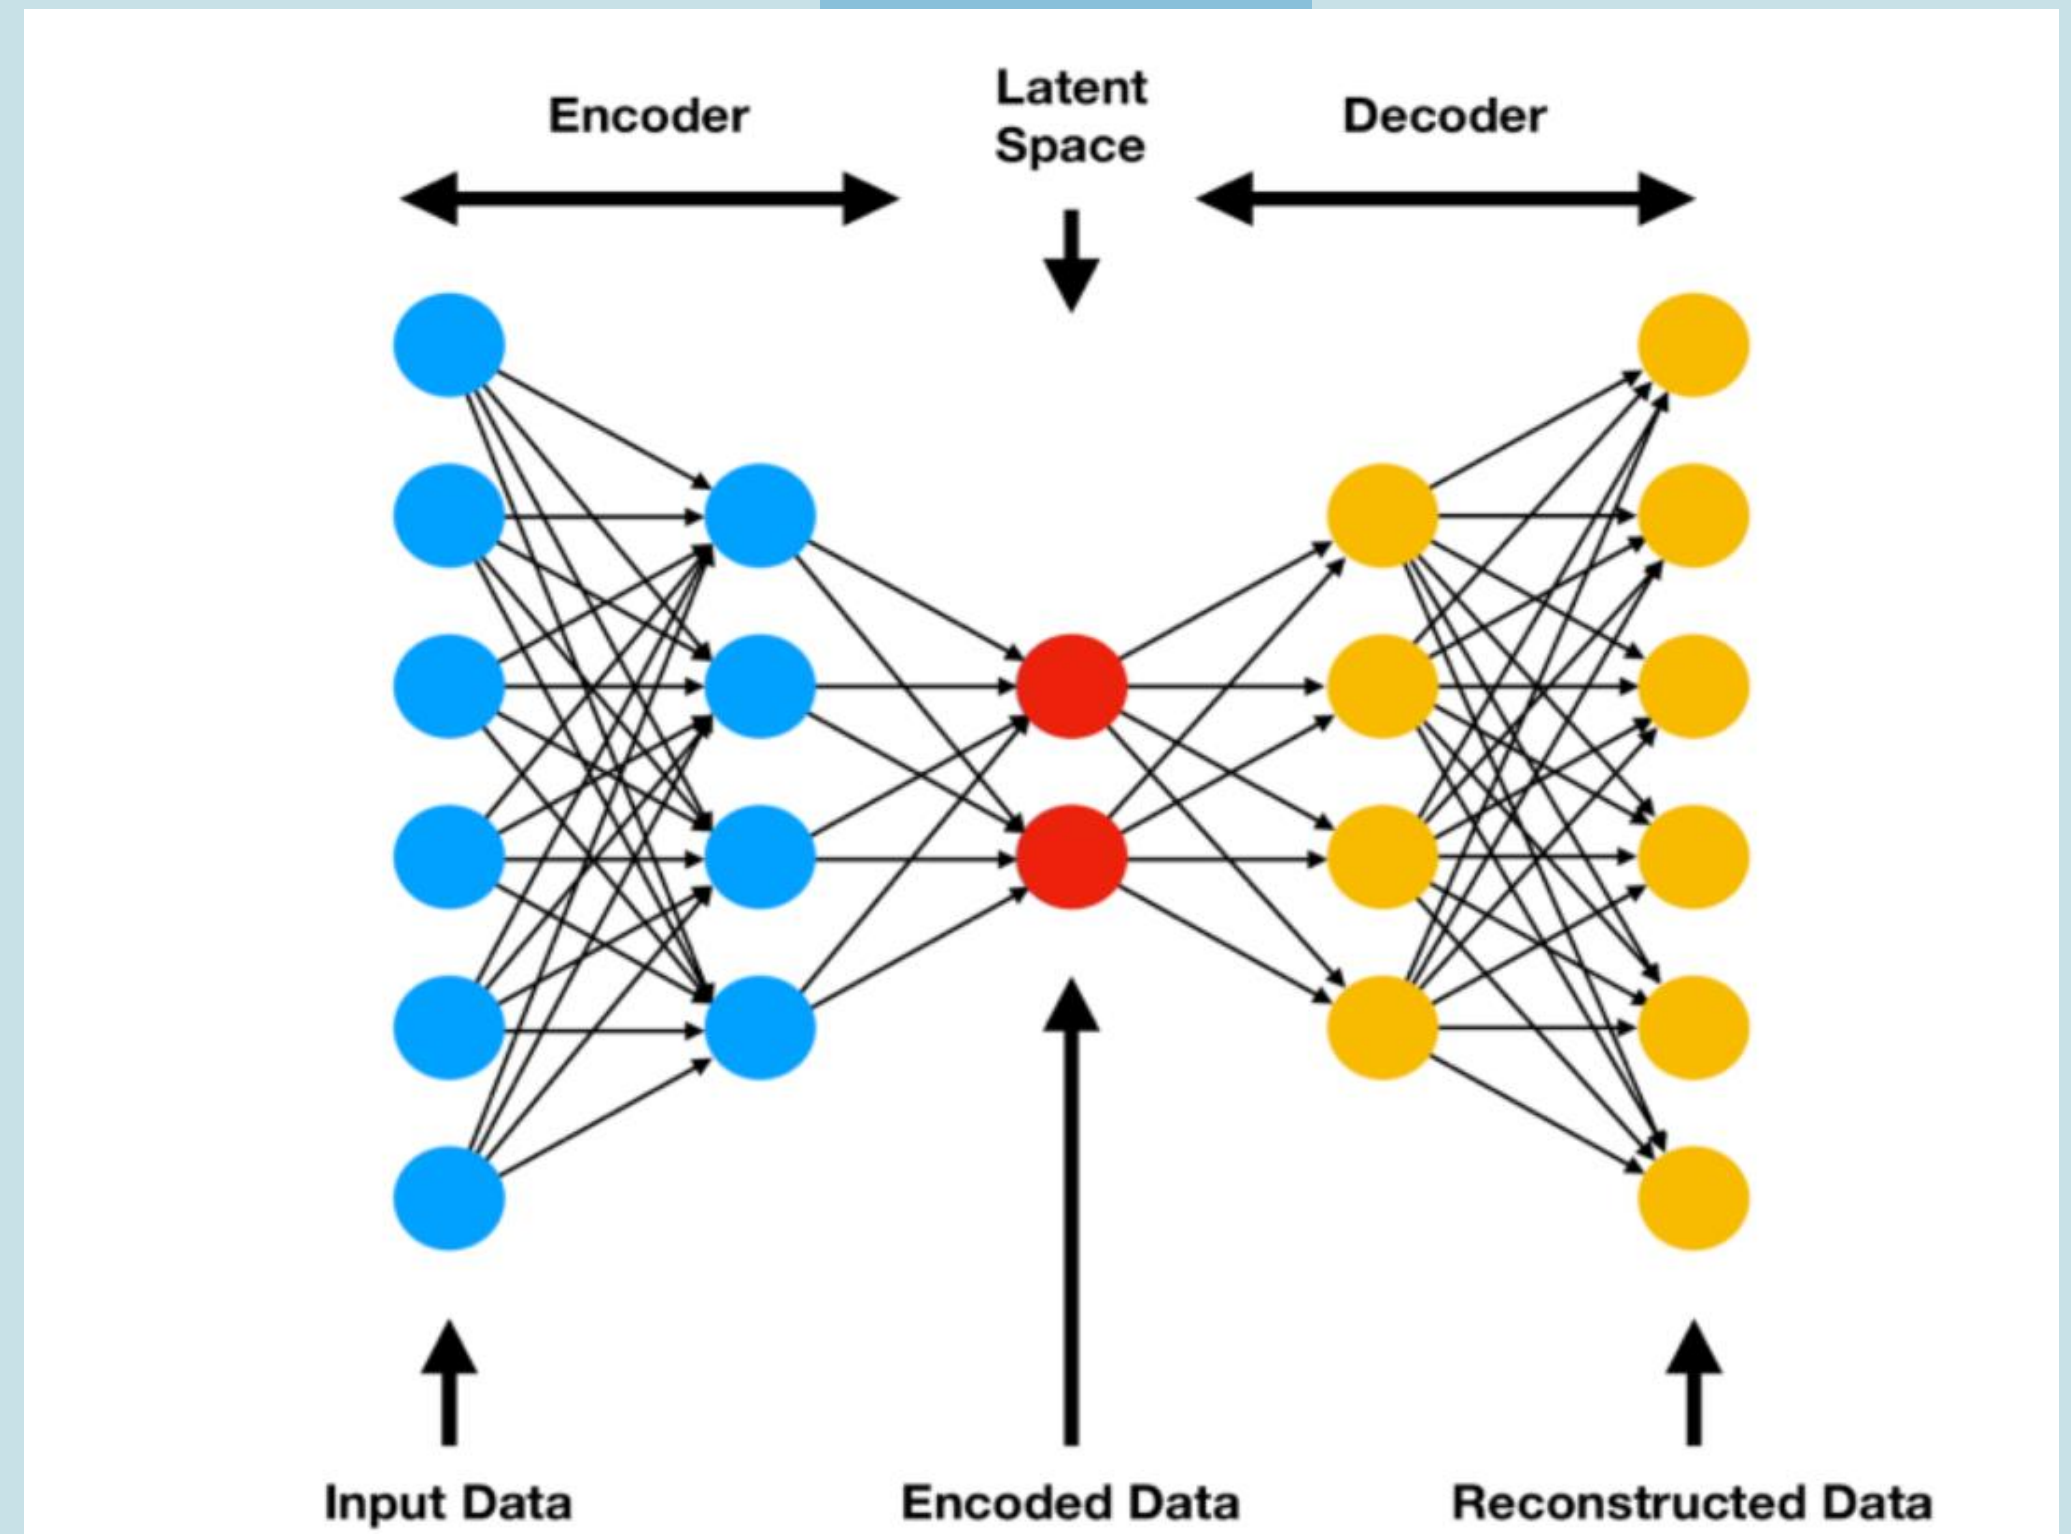 Encoder
Latent
Space
Decoder
Input Data
Encoded Data
Reconstructed Data